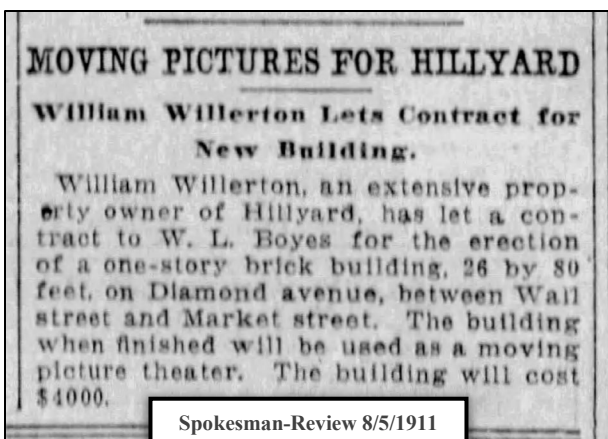 MOVING PICTURES FOR HILLYARD
William Willerton Lets Contract for
New Building.
William Willerton, an extensive prop-
erty owner of Hillyard, has let a con-
tract to W. L. Boyes for the erection
of a one-story brick building, 26 by 80
feet, on Diamond avenue, between Wall
street and Market street. The building
when finished will be used as a moving
picture theater. The building will cost
$4000.
Spokesman-Review 8/5/1911